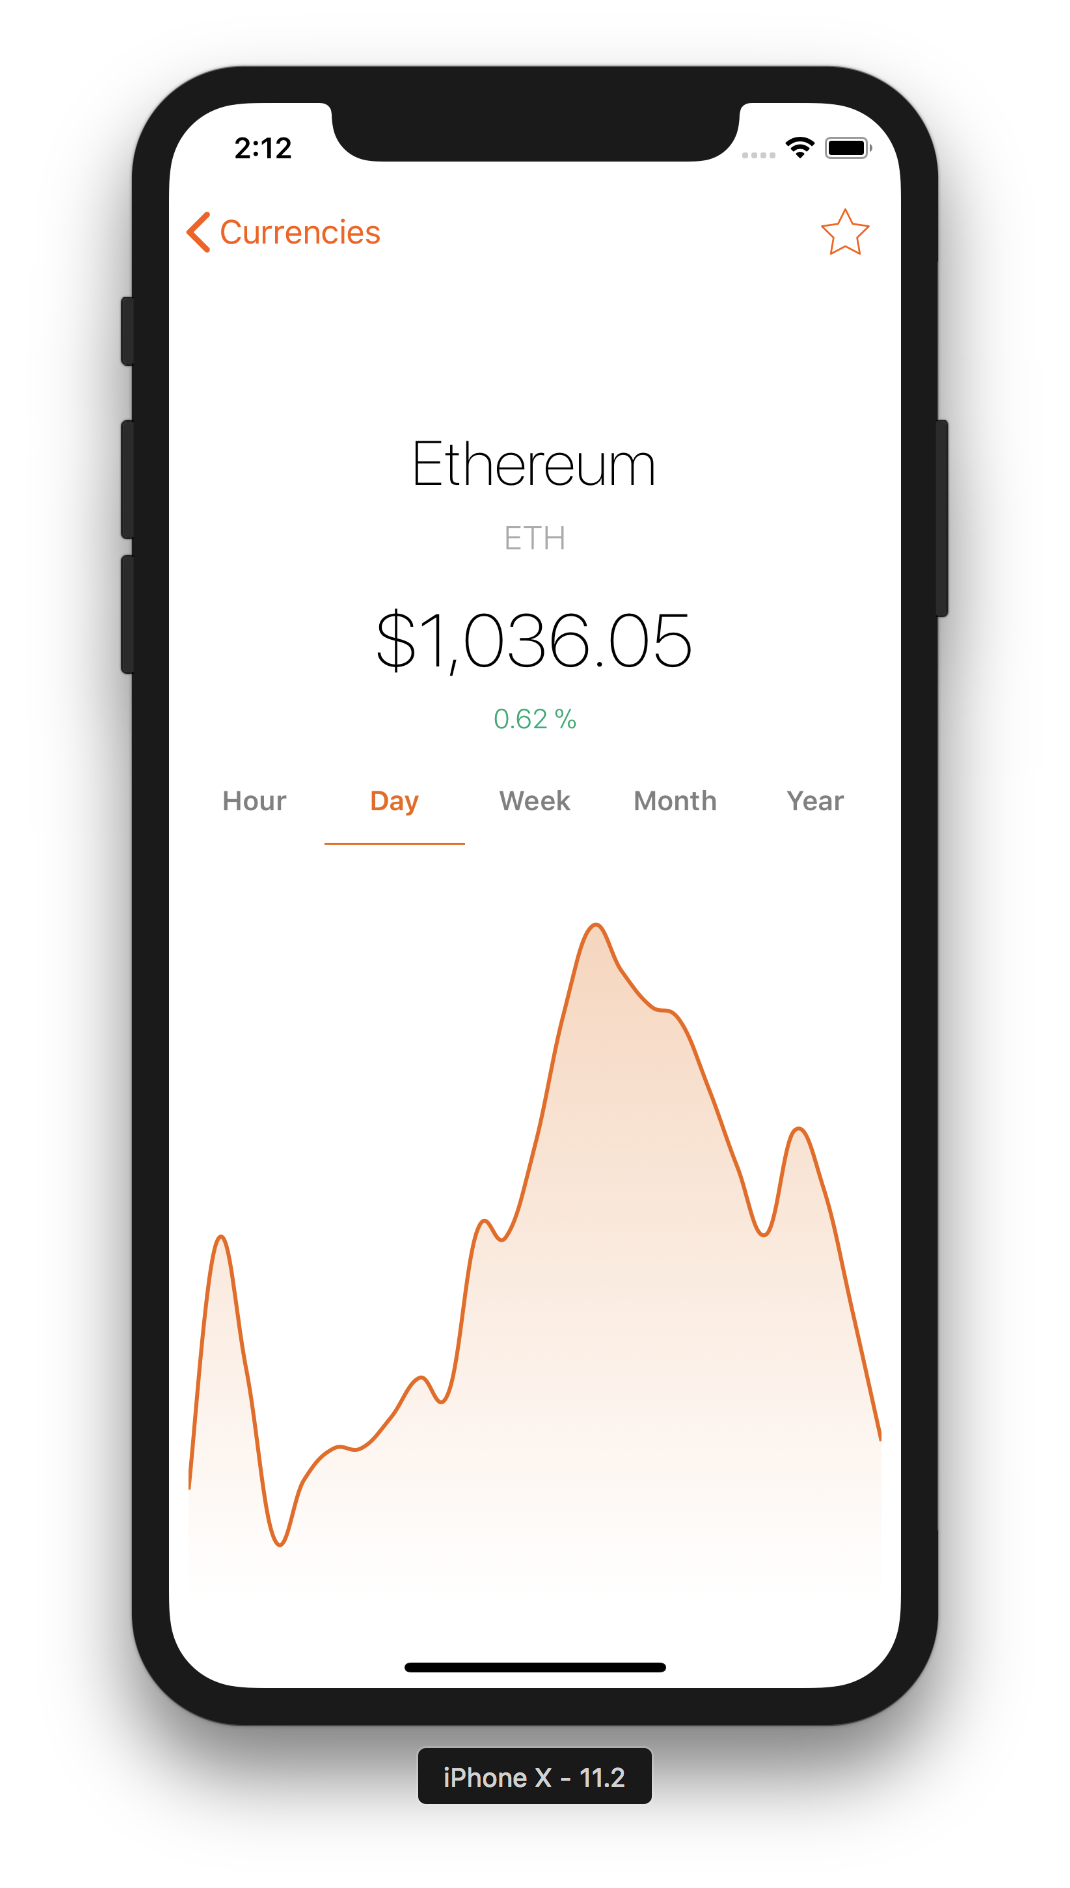 2:12
Currencies
Ethereum
ETH
$1,036.05
0.62 %
Hour Day Week Month Year
iPhone X - 11.2